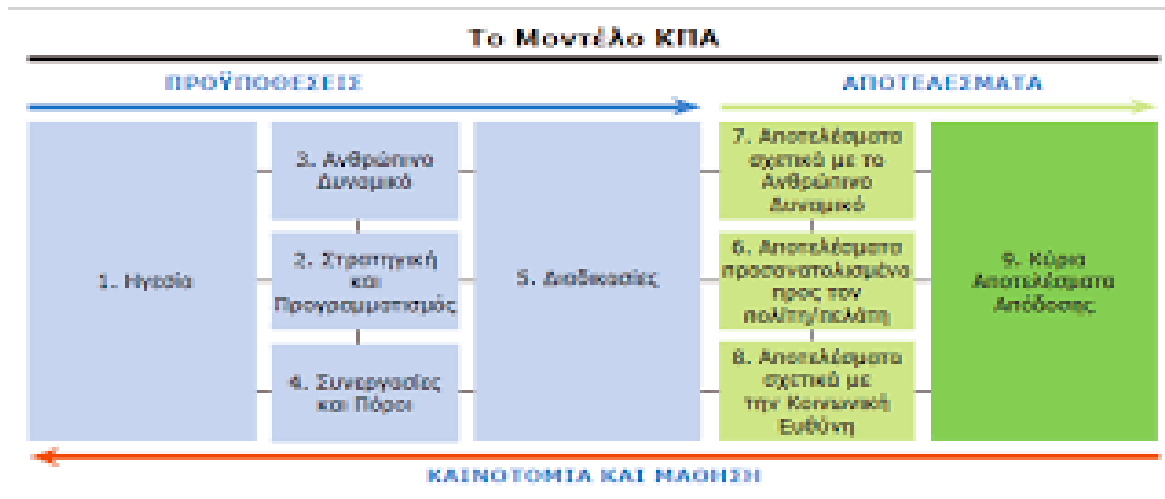 Το Μοντέλο ΚΠΑ
ΠΡΟΫΠΟΘΕΣΕΙΣ
ΑΠΟΤΕΛΕΣΜΑΤΑ
1. Ηγεσία
3. Ανθρώπινο
Δυναμικό
2. Στρατηγική
και
Προγραμματισμός
4. Συνεργασίες
και Πόροι
5. Διαδικασίες
7. Αποτελέσματα
σχετικά με το
Ανθρώπινο
Δυναμικό
6. Αποτελέσματα
προσανατολισμένα
προς τον
πολίτη/πελάτη
8. Αποτελέσματα
σχετικά με
την Κοινωνική
Ευθύνη
9. Κύρια
Αποτελέσματα
Απόδοσης
ΚΑΙΝΟΤΟΜΙΑ ΚΑΙ ΜΑΘΗΣΗ